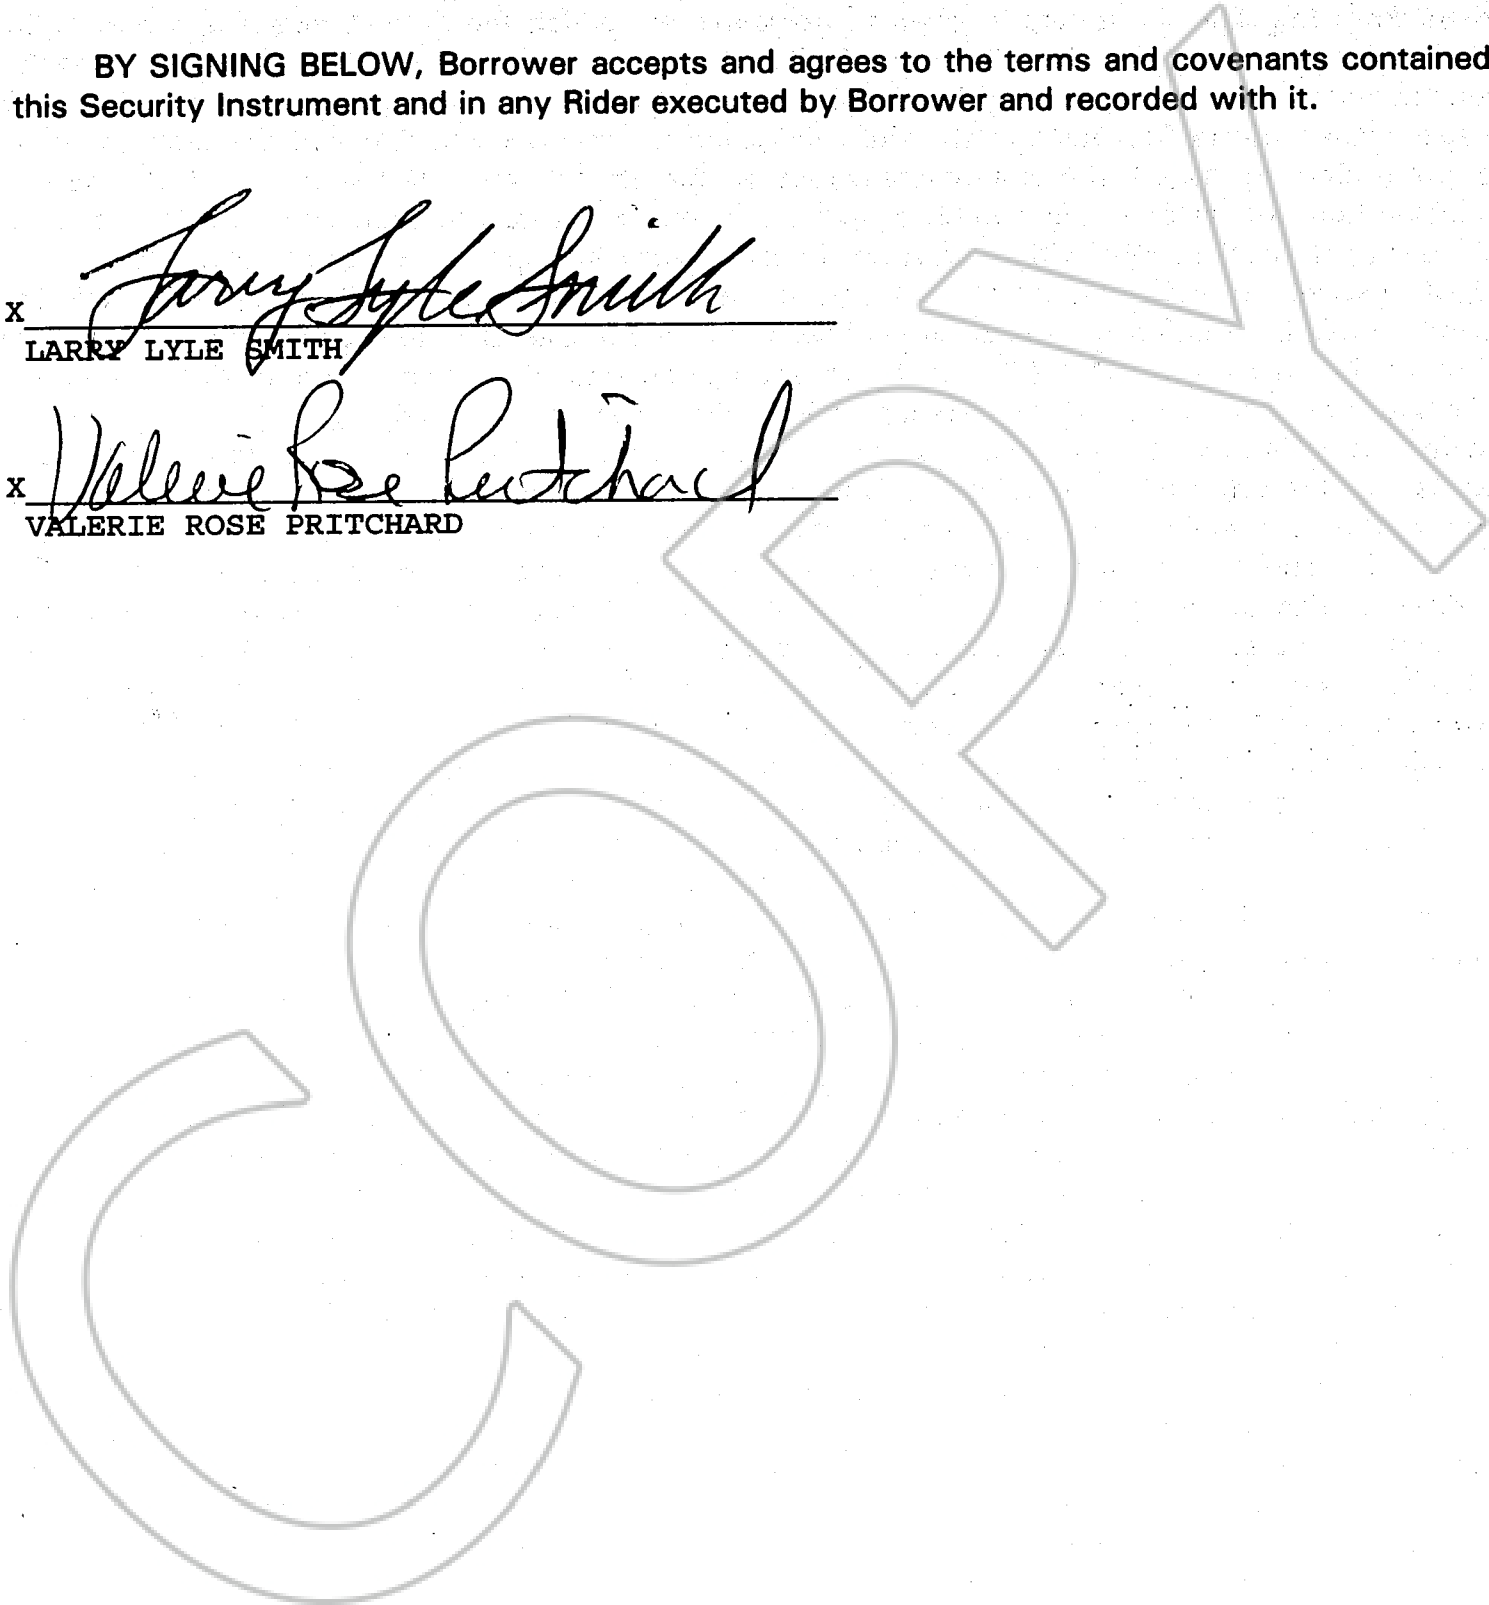 BY SIGNING BELOW, Borrower accepts and agrees to the terms and covenants contained
this Security Instrument and in any Rider executed by Borrower and recorded with it.
X Larry Lyle Smith
LARRY LYLE SMITH
X Valerie Rose Pritchard
VALERIE ROSE PRITCHARD
COPY